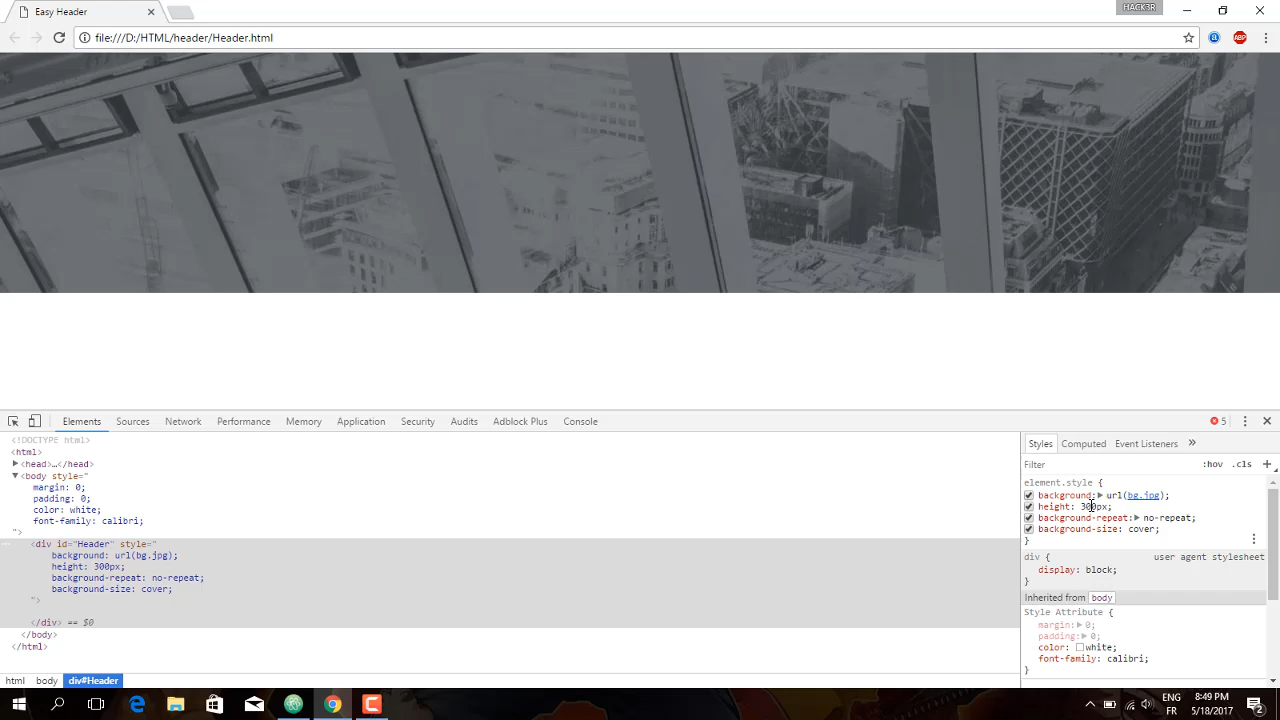 Easy Header
HACK3R
file:///D:/HTML/header/Header.html
ABP
Elements Sources Network Performance Memory Application Security Audits Adblock Plus Console
5
<!DOCTYPE html>
<html>
<head>…</head>
<body style="
margin: 0;
padding: 0;
color: white;
font-family: calibri;
">
<div id="Header" style="
background: url(bg.jpg);
height: 300px;
background-repeat: no-repeat;
background-size: cover;
">
</div> == $0
</body>
</html>
html body div#Header
Styles Computed Event Listeners »
Filter :hov .cls +
element.style {
background: url(bg.jpg);
height: 300px;
background-repeat: no-repeat;
background-size: cover;
}
div { user agent stylesheet
display: block;
}
Inherited from body
Style Attribute {
margin: 0;
padding: 0;
color: white;
font-family: calibri;
}
ENG 8:49 PM
FR 5/18/2017
2